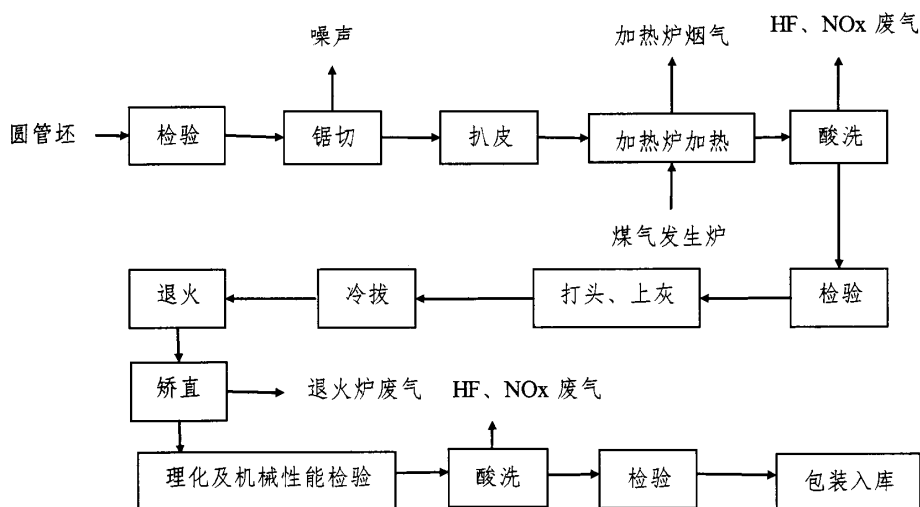 噪声
加热炉烟气
HF、NOx 废气
圆管坯
检验
锯切
扒皮
加热炉加热
酸洗
煤气发生炉
退火
冷拔
打头、上灰
检验
矫直
退火炉废气
HF、NOx 废气
理化及机械性能检验
酸洗
检验
包装入库